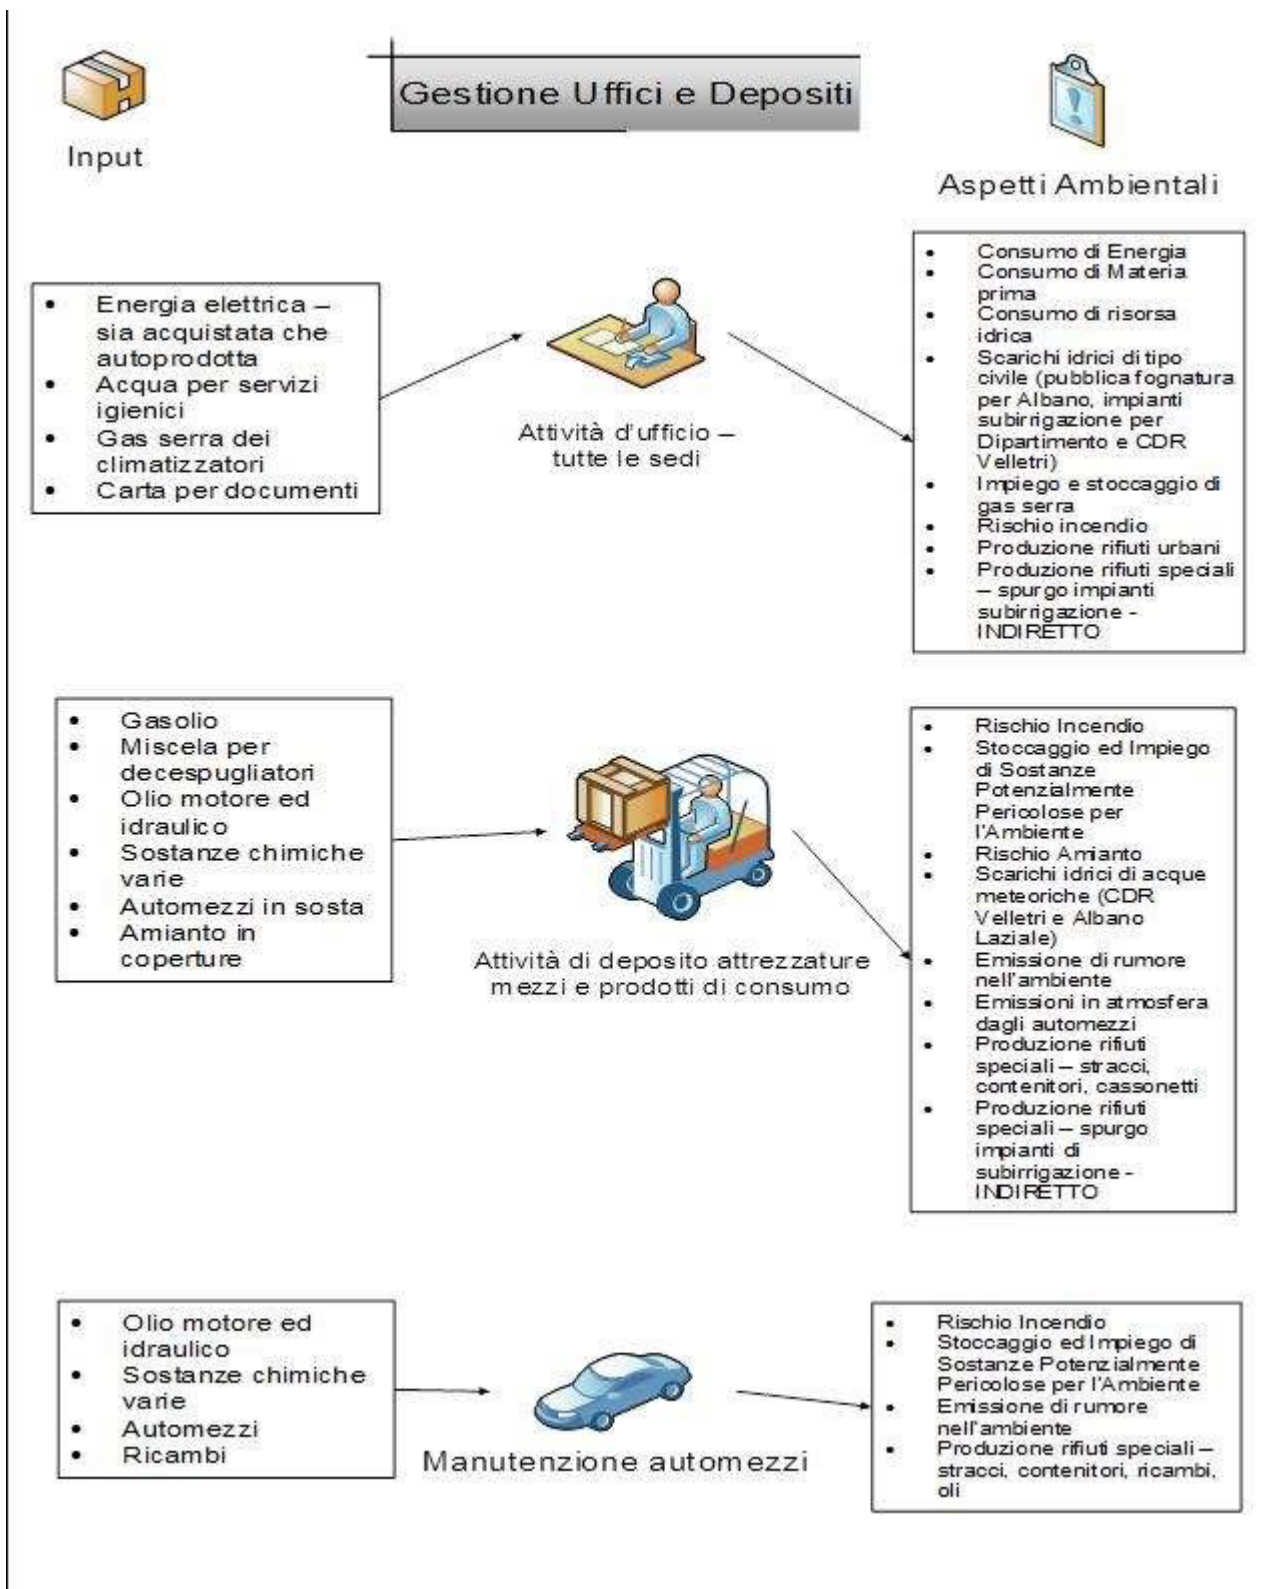 Gestione Uffici e Depositi
Input
Aspetti Ambientali
• Energia elettrica –
sia acquistata che
autoprodotta
• Acqua per servizi
igienici
• Gas serra dei
climatizzatori
• Carta per documenti
Attività d'ufficio –
tutte le sedi
• Consumo di Energia
• Consumo di Materia
prima
• Consumo di risorsa
idrica
• Scarichi idrici di tipo
civile (pubblica fognatura
per Albano, impianti
subirrigazione per
Dipartimento e CDR
Velletri)
• Impiego e stoccaggio di
gas serra
• Rischio incendio
• Produzione rifiuti urbani
• Produzione rifiuti speciali
– spurgo impianti
subirrigazione -
INDIRETTO
• Gasolio
• Miscela per
decespugliatori
• Olio motore ed
idraulico
• Sostanze chimiche
varie
• Automezzi in sosta
• Amianto in
coperture
Attività di deposito attrezzature
mezzi e prodotti di consumo
• Rischio Incendio
• Stoccaggio ed Impiego
di Sostanze
Potenzialmente
Pericolose per
l'Ambiente
• Rischio Amianto
• Scarichi idrici di acque
meteoriche (CDR
Velletri e Albano
Laziale)
• Emissione di rumore
nell'ambiente
• Emissioni in atmosfera
dagli automezzi
• Produzione rifiuti
speciali – stracci,
contenitori, cassonetti
• Produzione rifiuti
speciali – spurgo
impianti di
subirrigazione -
INDIRETTO
• Olio motore ed
idraulico
• Sostanze chimiche
varie
• Automezzi
• Ricambi
Manutenzione automezzi
• Rischio Incendio
• Stoccaggio ed Impiego di
Sostanze Potenzialmente
Pericolose per l'Ambiente
• Emissione di rumore
nell'ambiente
• Produzione rifiuti speciali –
stracci, contenitori, ricambi,
oli